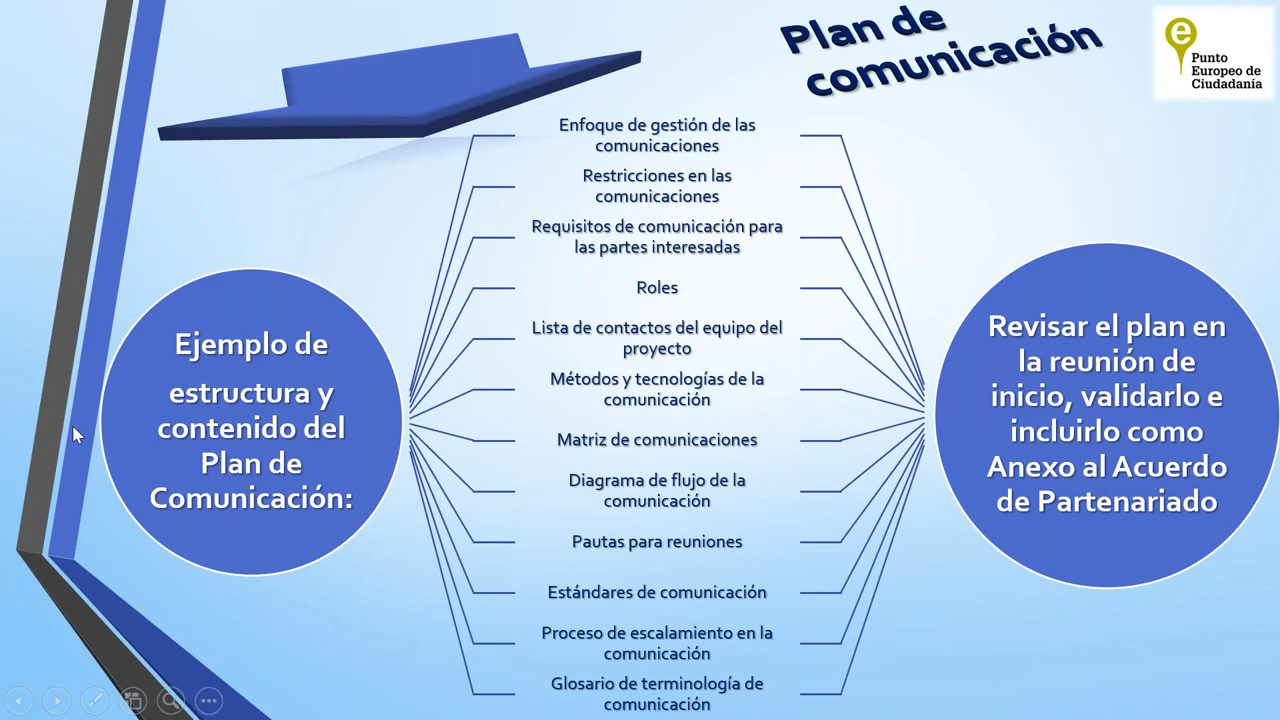 Plan de
comunicación
e
Punto
Europeo de
Ciudadanía
Ejemplo de
estructura y
contenido del
Plan de
Comunicación:
Enfoque de gestión de las
comunicaciones
Restricciones en las
comunicaciones
Requisitos de comunicación para
las partes interesadas
Roles
Lista de contactos del equipo del
proyecto
Métodos y tecnologías de la
comunicación
Matriz de comunicaciones
Diagrama de flujo de la
comunicación
Pautas para reuniones
Estándares de comunicación
Proceso de escalamiento en la
comunicación
Glosario de terminología de
comunicación
Revisar el plan en
la reunión de
inicio, validarlo e
incluirlo como
Anexo al Acuerdo
de Partenariado